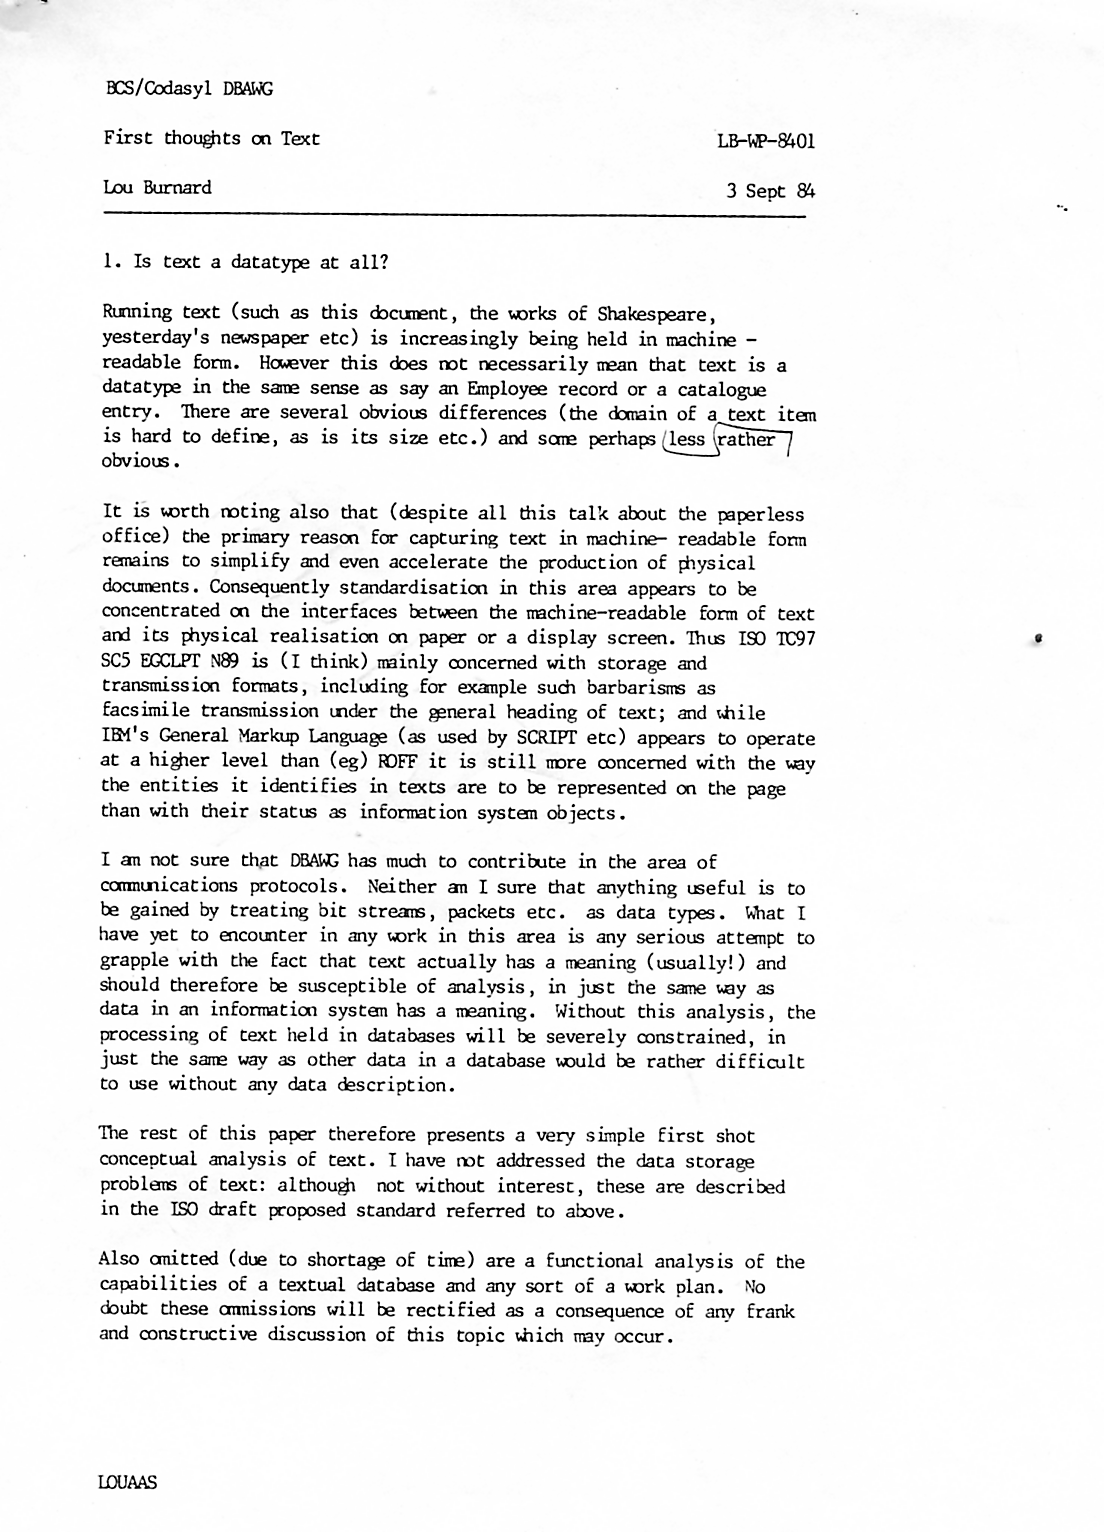 BCS/Codasyl DBAWG
First thoughts on Text LB-WP-8401
Lou Burnard 3 Sept 84
1. Is text a datatype at all?
Running text (such as this document, the works of Shakespeare,
yesterday's newspaper etc) is increasingly being held in machine -
readable form. However this does not necessarily mean that text is a
datatype in the same sense as say an Employee record or a catalogue
entry. There are several obvious differences (the domain of a text item
is hard to define, as is its size etc.) and some perhaps less rather
obvious.
It is worth noting also that (despite all this talk about the paperless
office) the primary reason for capturing text in machine- readable form
remains to simplify and even accelerate the production of physical
documents. Consequently standardisation in this area appears to be
concentrated on the interfaces between the machine-readable form of text
and its physical realisation on paper or a display screen. Thus ISO TC97
SC5 EGCLPT N89 is (I think) mainly concerned with storage and
transmission formats, including for example such barbarisms as
facsimile transmission under the general heading of text; and while
IBM's General Markup Language (as used by SCRIPT etc) appears to operate
at a higher level than (eg) ROFF it is still more concerned with the way
the entities it identifies in texts are to be represented on the page
than with their status as information system objects.
I am not sure that DBAWG has much to contribute in the area of
communications protocols. Neither am I sure that anything useful is to
be gained by treating bit streams, packets etc. as data types. What I
have yet to encounter in any work in this area is any serious attempt to
grapple with the fact that text actually has a meaning (usually!) and
should therefore be susceptible of analysis, in just the same way as
data in an information system has a meaning. Without this analysis, the
processing of text held in databases will be severely constrained, in
just the same way as other data in a database would be rather difficult
to use without any data description.
The rest of this paper therefore presents a very simple first shot
conceptual analysis of text. I have not addressed the data storage
problems of text: although not without interest, these are described
in the ISO draft proposed standard referred to above.
Also omitted (due to shortage of time) are a functional analysis of the
capabilities of a textual database and any sort of a work plan. No
doubt these ommissions will be rectified as a consequence of any frank
and constructive discussion of this topic which may occur.
LOUAAS